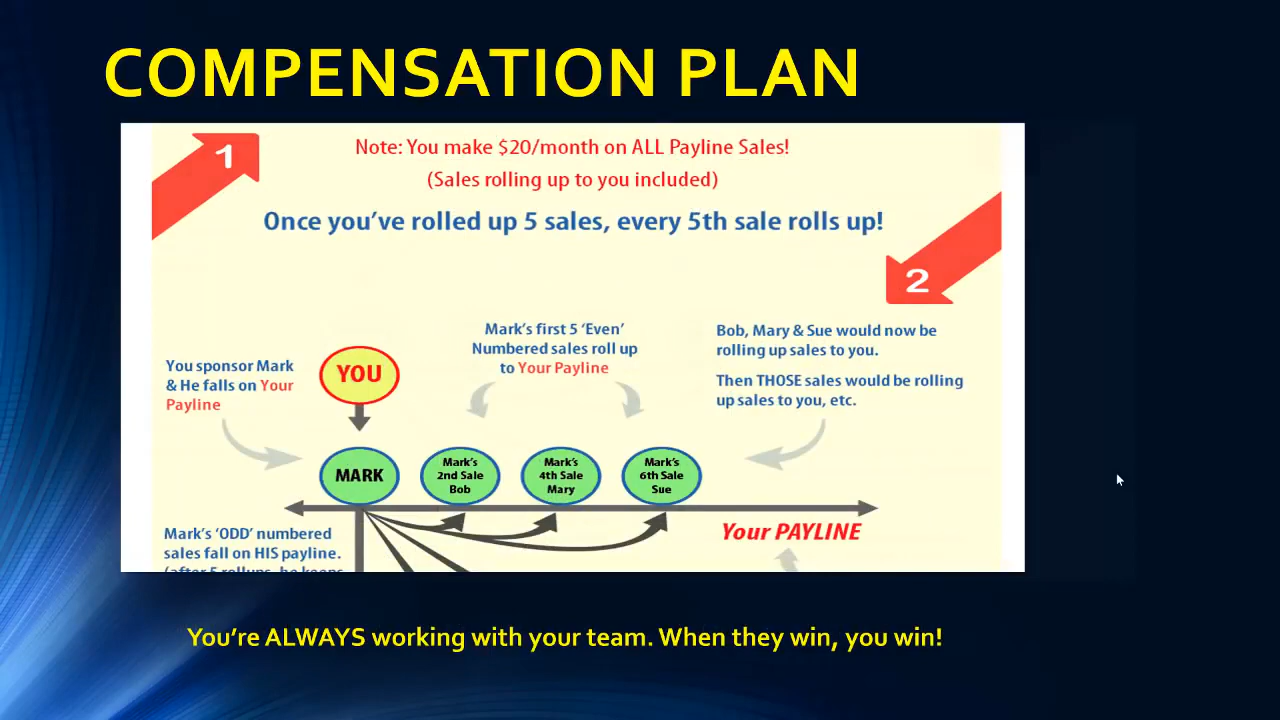 COMPENSATION PLAN
1
Note: You make $20/month on ALL Payline Sales!
(Sales rolling up to you included)
Once you've rolled up 5 sales, every 5th sale rolls up!
2
You sponsor Mark
& He falls on Your
Payline
YOU
Mark's first 5 'Even'
Numbered sales roll up
to Your Payline
Bob, Mary & Sue would now be
rolling up sales to you.
Then THOSE sales would be rolling
up sales to you, etc.
MARK
Mark's
2nd Sale
Bob
Mark's
4th Sale
Mary
Mark's
6th Sale
Sue
Your PAYLINE
Mark's 'ODD' numbered
sales fall on HIS payline.
(after 5 rollups, he keeps
You're ALWAYS working with your team. When they win, you win!